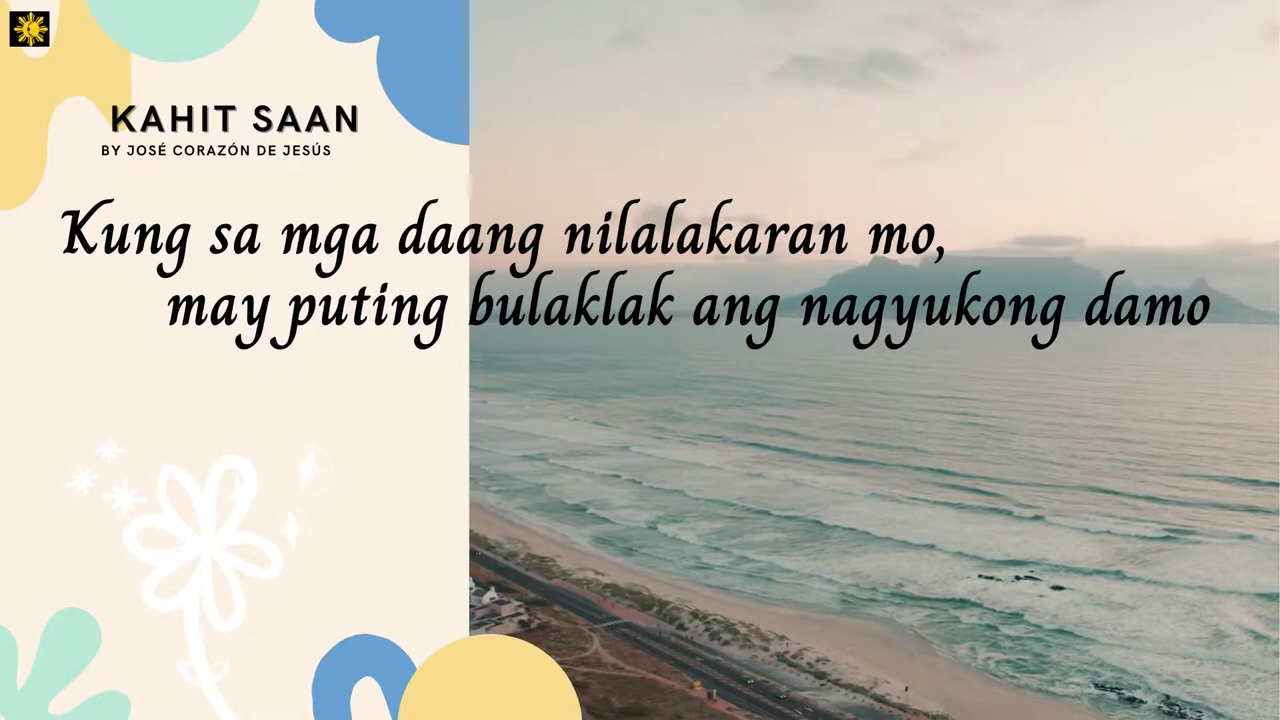 KAHIT SAAN
BY JOSÉ CORAZÓN DE JESÚS
Kung sa mga daang nilalakaran mo,
may puting bulaklak ang nagyukong damo